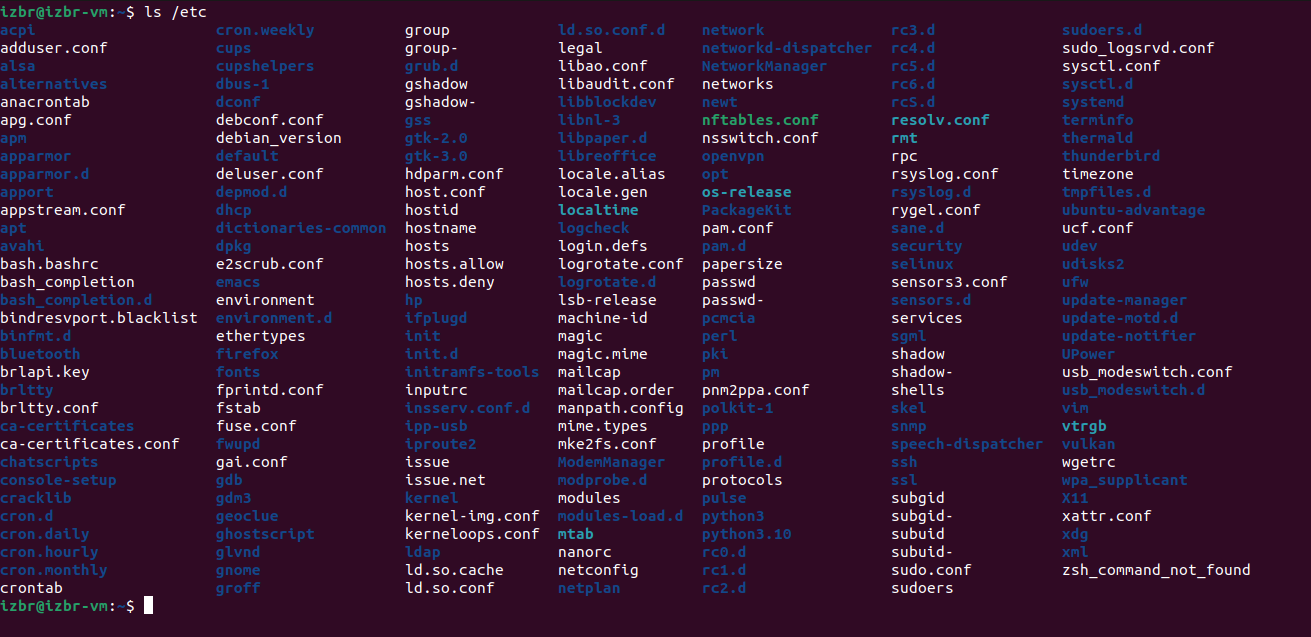 izbr@izbr-vm:~$ ls /etc
acpi cron.weekly group ld.so.conf.d network rc3.d sudoers.d
adduser.conf cups group- legal networkd-dispatcher rc4.d sudo_logsrvd.conf
alsa cupshelpers grub.d libao.conf NetworkManager rc5.d sysctl.conf
alternatives dbus-1 gshadow libaudit.conf networks rc6.d sysctl.d
anacrontab dconf gshadow- libblockdev newt rcS.d systemd
apg.conf debconf.conf gss libnl-3 nftables.conf resolv.conf terminfo
apm debian_version gtk-2.0 libpaper.d nsswitch.conf rmt thermald
apparmor default gtk-3.0 libreoffice openvpn rpc thunderbird
apparmor.d deluser.conf hdparm.conf locale.alias opt rsyslog.conf timezone
apport depmod.d host.conf locale.gen os-release rsyslog.d tmpfiles.d
appstream.conf dhcp hostid localtime PackageKit rygel.conf ubuntu-advantage
apt dictionaries-common hostname logcheck pam.conf sane.d ucf.conf
avahi dpkg hosts login.defs pam.d security udev
bash.bashrc e2scrub.conf hosts.allow logrotate.conf papersize selinux udisks2
bash_completion emacs hosts.deny logrotate.d passwd sensors3.conf ufw
bash_completion.d environment hp lsb-release passwd- sensors.d update-manager
bindresvport.blacklist environment.d ifplugd machine-id pcmcia services update-motd.d
binfmt.d ethertypes init magic perl sgml update-notifier
bluetooth firefox init.d magic.mime pki shadow UPower
brlapi.key fonts initramfs-tools mailcap pm shadow- usb_modeswitch.conf
brltty fprintd.conf inputrc mailcap.order pnm2ppa.conf shells usb_modeswitch.d
brltty.conf fstab insserv.conf.d manpath.config polkit-1 skel vim
ca-certificates fuse.conf ipp-usb mime.types ppp snmp vtrgb
ca-certificates.conf fwupd iproute2 mke2fs.conf profile speech-dispatcher vulkan
chatscripts gai.conf issue ModemManager profile.d ssh wgetrc
console-setup gdb issue.net modprobe.d protocols ssl wpa_supplicant
cracklib gdm3 kernel modules pulse subgid X11
cron.d geoclue kernel-img.conf modules-load.d python3 subgid- xattr.conf
cron.daily ghostscript kerneloops.conf mtab python3.10 subuid xdg
cron.hourly glvnd ldap nanorc rc0.d subuid- xml
cron.monthly gnome ld.so.cache netconfig rc1.d sudo.conf zsh_command_not_found
crontab groff ld.so.conf netplan rc2.d sudoers
izbr@izbr-vm:~$